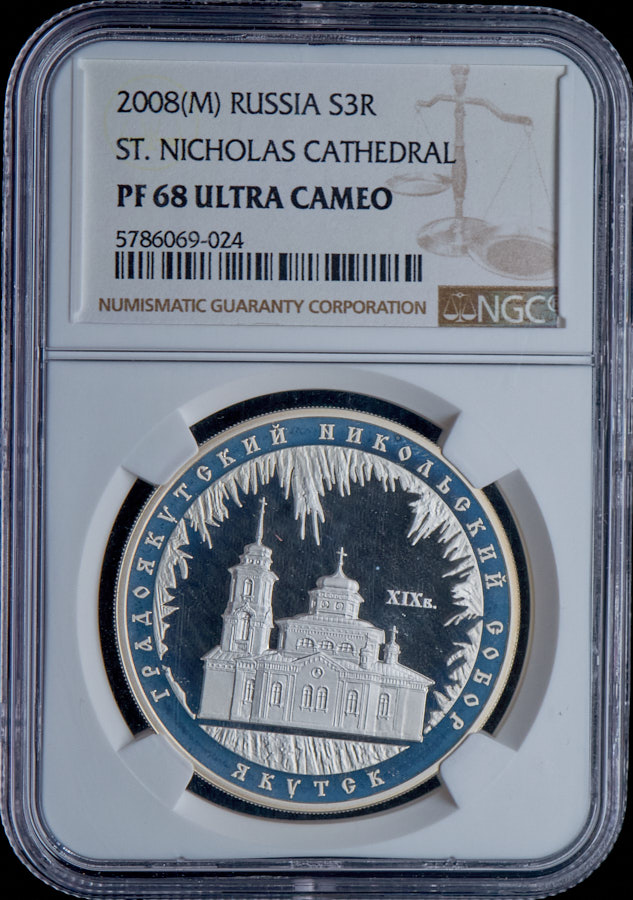 2008(M) RUSSIA S3R
ST. NICHOLAS CATHEDRAL
PF 68 ULTRA CAMEO
5786069-024
NUMISMATIC GUARANTY CORPORATION
NGC
ГРАДОЯКУТСКИЙ НИКОЛЬСКИЙ СОБОР
XIXв.
ЯКУТСК